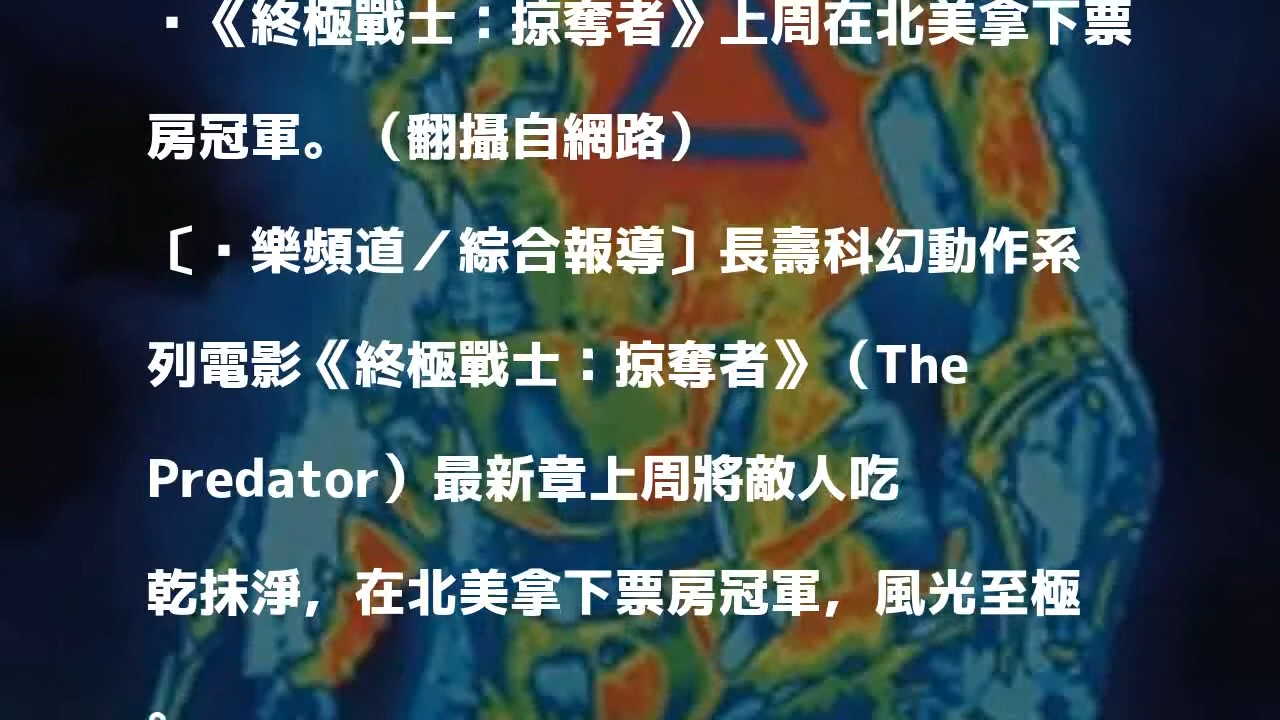 ·《終極戰士：掠奪者》上周在北美拿下票
房冠軍。（翻攝自網路）
〔·樂頻道／綜合報導〕長壽科幻動作系
列電影《終極戰士：掠奪者》（The
Predator）最新章上周將敵人吃
乾抹淨，在北美拿下票房冠軍，風光至極
。